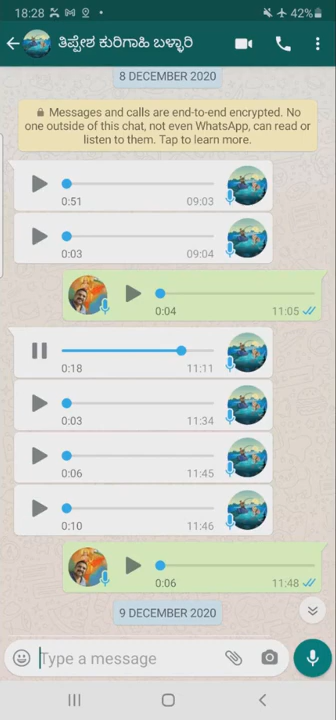 18:28
42%
ತಿಪ್ಪೇಶ ಕುರಿಗಾಹಿ ಬಳ್ಳಾರಿ
8 DECEMBER 2020
Messages and calls are end-to-end encrypted. No
one outside of this chat, not even WhatsApp, can read or
listen to them. Tap to learn more.
0:51 09:03
0:03 09:04
0:04 11:05
0:18 11:11
0:03 11:34
0:06 11:45
0:10 11:46
0:06 11:48
9 DECEMBER 2020
Type a message